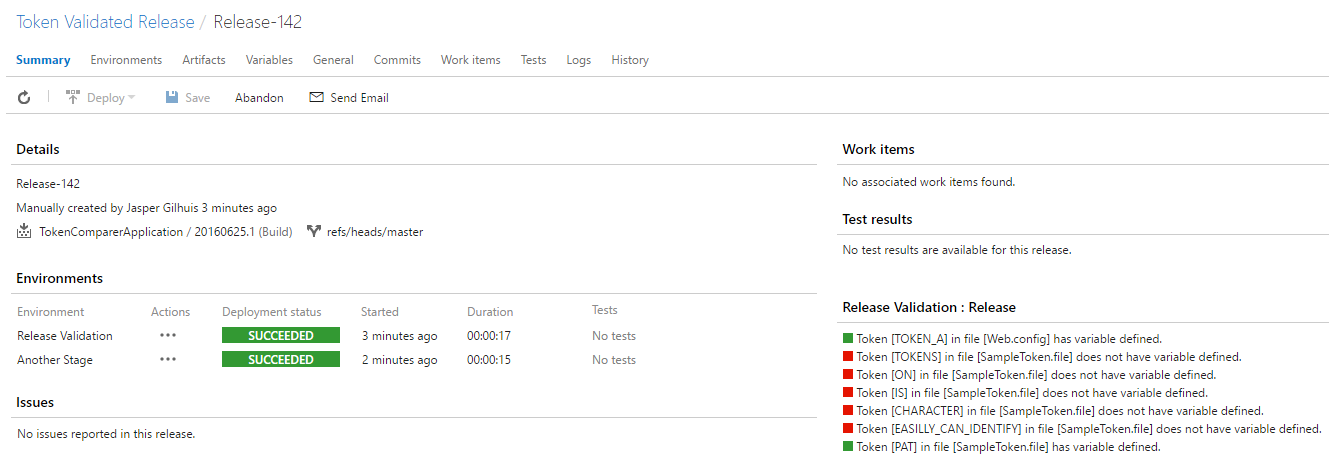 Token Validated Release / Release-142
Summary Environments Artifacts Variables General Commits Work items Tests Logs History
Deploy Save Abandon Send Email
Details
Release-142
Manually created by Jasper Gilhuis 3 minutes ago
TokenComparerApplication / 20160625.1 (Build) refs/heads/master
Environments
Environment Actions Deployment status Started Duration Tests
Release Validation ••• SUCCEEDED 3 minutes ago 00:00:17 No tests
Another Stage ••• SUCCEEDED 2 minutes ago 00:00:15 No tests
Issues
No issues reported in this release.
Work items
No associated work items found.
Test results
No test results are available for this release.
Release Validation : Release
Token [TOKEN_A] in file [Web.config] has variable defined.
Token [TOKENS] in file [SampleToken.file] does not have variable defined.
Token [ON] in file [SampleToken.file] does not have variable defined.
Token [IS] in file [SampleToken.file] does not have variable defined.
Token [CHARACTER] in file [SampleToken.file] does not have variable defined.
Token [EASILLY_CAN_IDENTIFY] in file [SampleToken.file] does not have variable defined.
Token [PAT] in file [SampleToken.file] has variable defined.